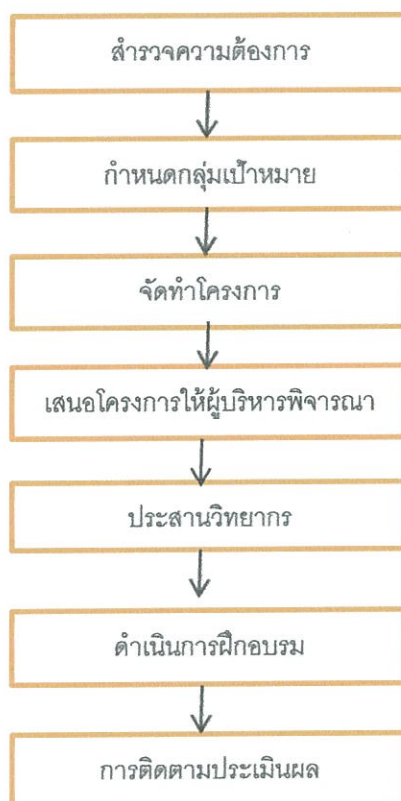 สำรวจความต้องการ
กำหนดกลุ่มเป้าหมาย
จัดทำโครงการ
เสนอโครงการให้ผู้บริหารพิจารณา
ประสานวิทยากร
ดำเนินการฝึกอบรม
การติดตามประเมินผล